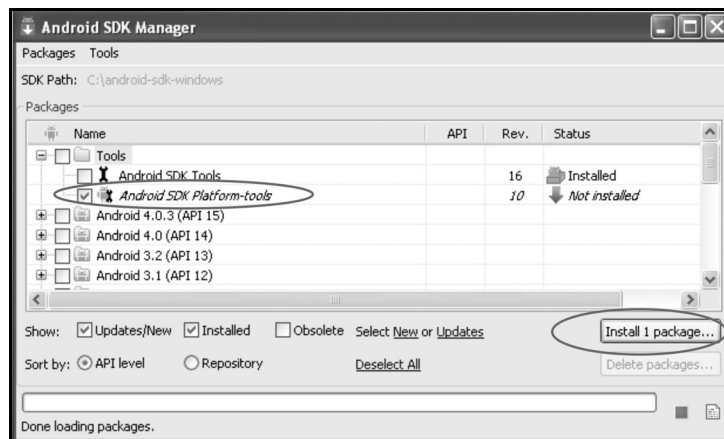 Android SDK Manager
Packages Tools
SDK Path: C:\android-sdk-windows
Packages
Name API Rev. Status
Tools
Android SDK Tools 16 Installed
Android SDK Platform-tools 10 Not installed
Android 4.0.3 (API 15)
Android 4.0 (API 14)
Android 3.2 (API 13)
Android 3.1 (API 12)
Show: Updates/New Installed Obsolete Select New or Updates Install 1 package...
Sort by: API level Repository Deselect All Delete packages...
Done loading packages.